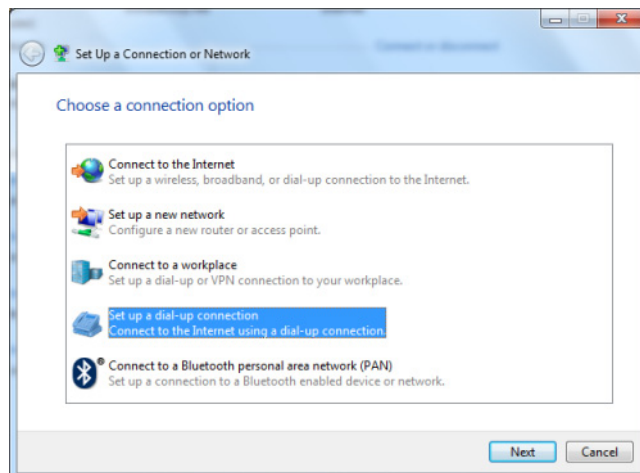 Connect or disconnect
Set Up a Connection or Network
Choose a connection option
Connect to the Internet
Set up a wireless, broadband, or dial-up connection to the Internet.
Set up a new network
Configure a new router or access point.
Connect to a workplace
Set up a dial-up or VPN connection to your workplace.
Set up a dial-up connection
Connect to the Internet using a dial-up connection.
Connect to a Bluetooth personal area network (PAN)
Set up a connection to a Bluetooth enabled device or network.
Next Cancel